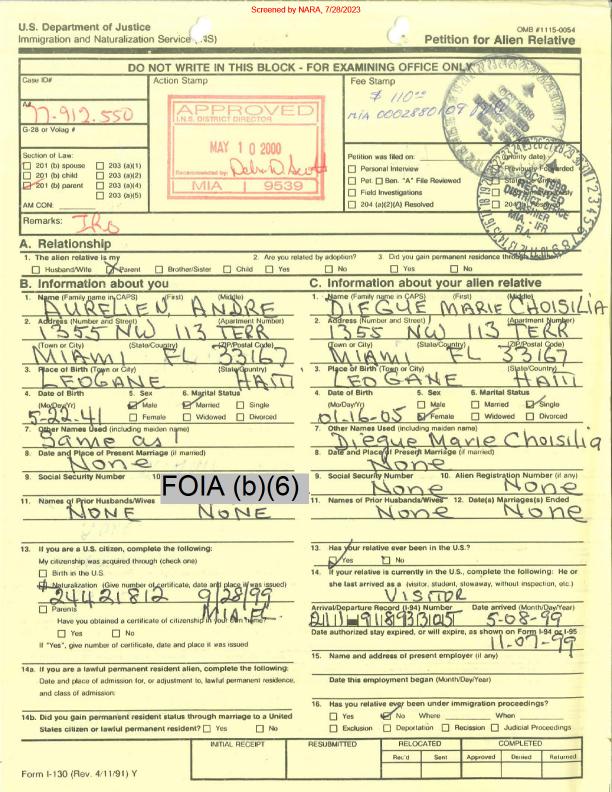 Screened by NARA, 7/28/2023
U.S. Department of Justice
OMB #1115-0054
Immigration and Naturalization Service (INS)
Petition for Alien Relative
DO NOT WRITE IN THIS BLOCK - FOR EXAMINING OFFICE ONLY
Case ID#
Action Stamp
Fee Stamp
$ 110.00
A#
77-912.550
MIA 0002880109
G-28 or Volag #
APPROVED
I.N.S. DISTRICT DIRECTOR
MAY 10 2000
Recommended by
MIA 9539
Section of Law:
201 (b) spouse 203 (a)(1)
201 (b) child 203 (a)(2)
201 (b) parent 203 (a)(4)
203 (a)(5)
AM CON:
Petition was filed on: (priority date)
Personal Interview Previously Forwarded
Pet. Ben. "A" File Reviewed
Field Investigations
204 (a)(2)(A) Resolved
OCT 1999
RECEIVED
DISTRICT OFFICE
CASHIER
MIA. - IFR
FLA.
Remarks:
A. Relationship
1. The alien relative is my
Husband/Wife Parent Brother/Sister Child
2. Are you related by adoption?
Yes No
3. Did you gain permanent residence through
Yes No
B. Information about you
1. Name (Family name in CAPS) (First) (Middle)
AURELIEN, ANDRE
2. Address (Number and Street) (Apartment Number)
1355 NW 113 TERR
(Town or City) (State/Country) (ZIP/Postal Code)
MIAMI FL 33167
3. Place of Birth (Town or City) (State/Country)
LEOGANE HAITI
4. Date of Birth 5. Sex 6. Marital Status
(Mo/Day/Yr) Male Married Single
5-22-41 Female Widowed Divorced
7. Other Names Used (including maiden name)
Same as 1
8. Date and Place of Present Marriage (if married)
None
9. Social Security Number 10.
FOIA (b)(6)
11. Names of Prior Husbands/Wives
NONE NONE
13. If you are a U.S. citizen, complete the following:
My citizenship was acquired through (check one)
Birth in the U.S.
Naturalization (Give number of certificate, date and place it was issued)
24421812 9/28/99
MIA. FL.
Parents
Have you obtained a certificate of citizenship in your own name?
Yes No
If "Yes", give number of certificate, date and place it was issued
14a. If you are a lawful permanent resident alien, complete the following:
Date and place of admission for, or adjustment to, lawful permanent residence,
and class of admission:
14b. Did you gain permanent resident status through marriage to a United
States citizen or lawful permanent resident? Yes No
C. Information about your alien relative
1. Name (Family name in CAPS) (First) (Middle)
DIEGUE MARIE CHOISILIA
2. Address (Number and Street) (Apartment Number)
1355 NW 113 TERR
(Town or City) (State/Country) (ZIP/Postal Code)
MIAMI FL 33167
3. Place of Birth (Town or City) (State/Country)
LEOGANE HAITI
4. Date of Birth 5. Sex 6. Marital Status
(Mo/Day/Yr) Male Married Single
01-16-05 Female Widowed Divorced
7. Other Names Used (including maiden name)
Diègue Marie Choisilia
8. Date and Place of Present Marriage (if married)
None
9. Social Security Number 10. Alien Registration Number (if any)
None None
11. Names of Prior Husbands/Wives 12. Date(s) Marriages(s) Ended
None None
13. Has your relative ever been in the U.S.?
Yes No
14. If your relative is currently in the U.S., complete the following: He or
she last arrived as a (visitor, student, stowaway, without inspection, etc.)
VISITOR
Arrival/Departure Record (I-94) Number Date arrived (Month/Day/Year)
5-08-99
Date authorized stay expired, or will expire, as shown on Form I-94 or I-95
11-07-99
15. Name and address of present employer (if any)
Date this employment began (Month/Day/Year)
16. Has your relative ever been under immigration proceedings?
Yes No Where When
Exclusion Deportation Recission Judicial Proceedings
INITIAL RECEIPT RESUBMITTED RELOCATED COMPLETED
Rec'd Sent Approved Denied Returned
Form I-130 (Rev. 4/11/91) Y